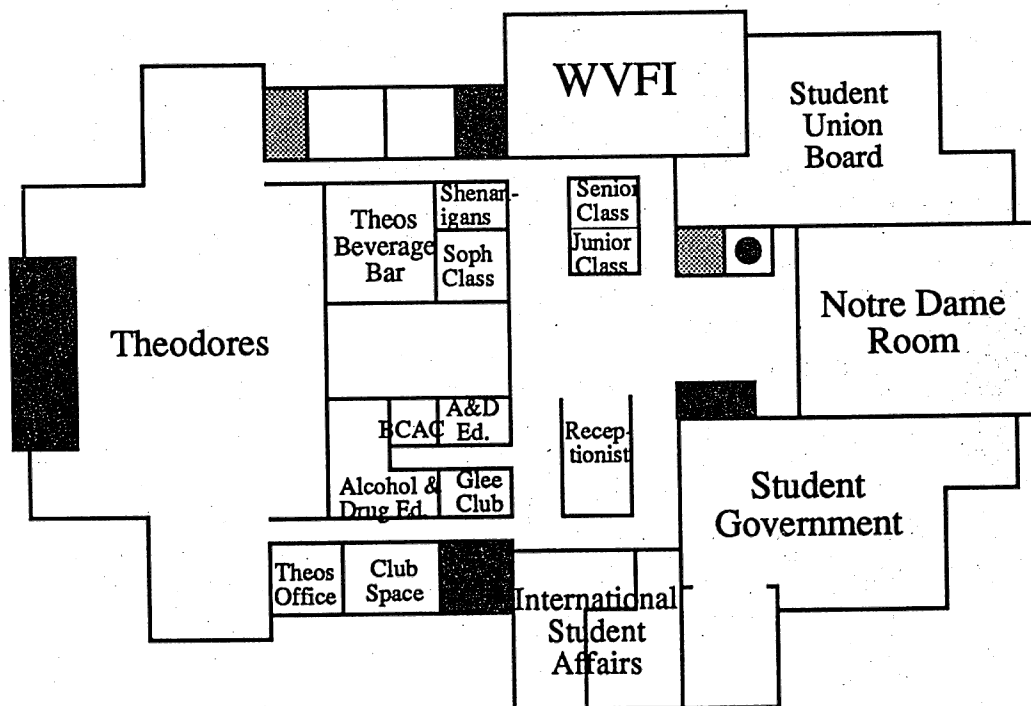 WVFI
Student
Union
Board
Shenan-
igans
Senior
Class
Theos
Beverage
Bar
Soph
Class
Junior
Class
Theodores
Notre Dame
Room
BCAC
A&D
Ed.
Recep-
tionist
Alcohol &
Drug Ed.
Glee
Club
Student
Government
Theos
Office
Club
Space
International
Student
Affairs